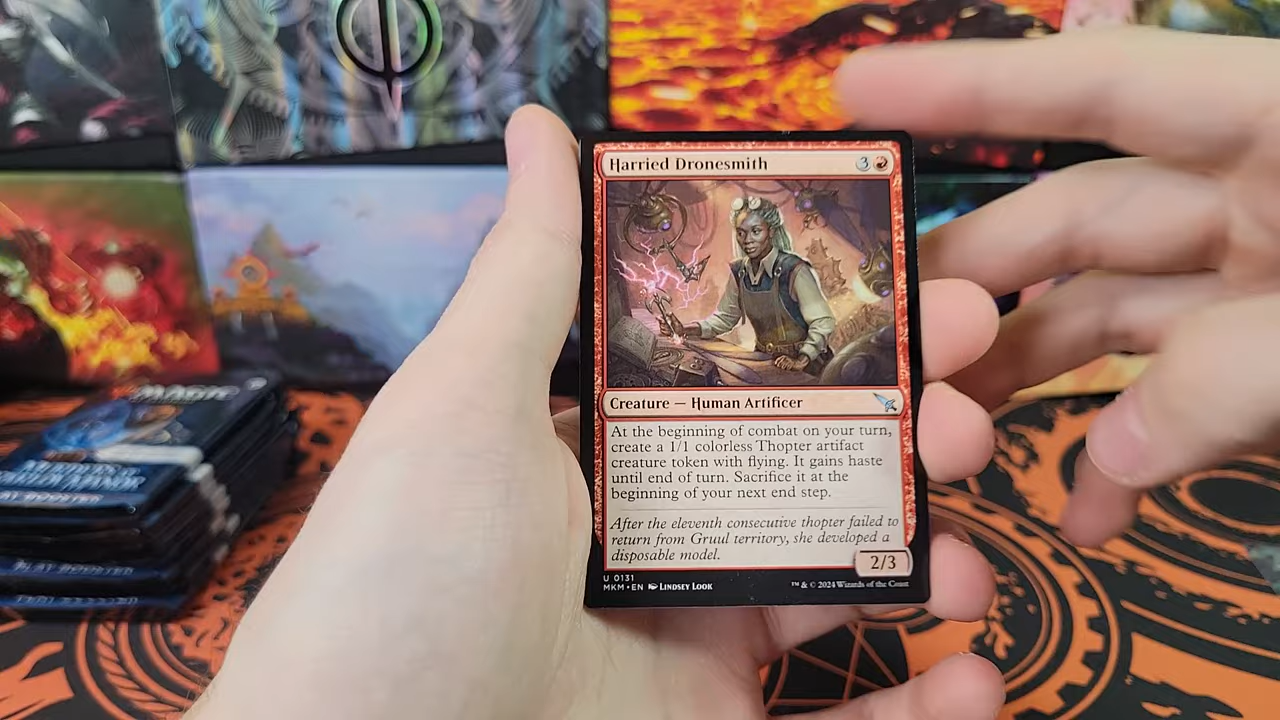 Harried Dronesmith 3
Creature — Human Artificer
At the beginning of combat on your turn,
create a 1/1 colorless Thopter artifact
creature token with flying. It gains haste
until end of turn. Sacrifice it at the
beginning of your next end step.
After the eleventh consecutive thopter failed to
return from Gruul territory, she developed a
disposable model.
2/3
U 0131
MKM • EN LINDSEY LOOK
™ & © 2024 Wizards of the Coast
MAGIC